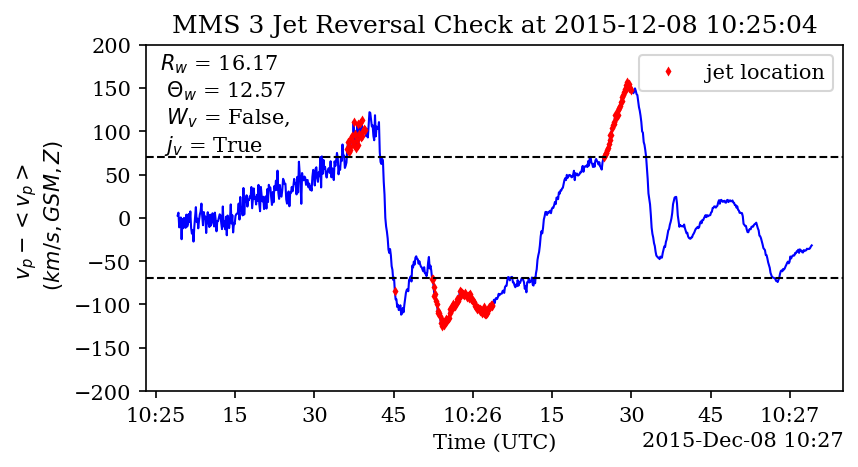 MMS 3 Jet Reversal Check at 2015-12-08 10:25:04
R_w = 16.17
Θ_w = 12.57
W_v = False,
j_v = True
jet location
v_p − < v_p >
(km/s, GSM, Z)
200
150
100
50
0
−50
−100
−150
−200
10:25 15 30 45 10:26 15 30 45 10:27
Time (UTC)
2015-Dec-08 10:27